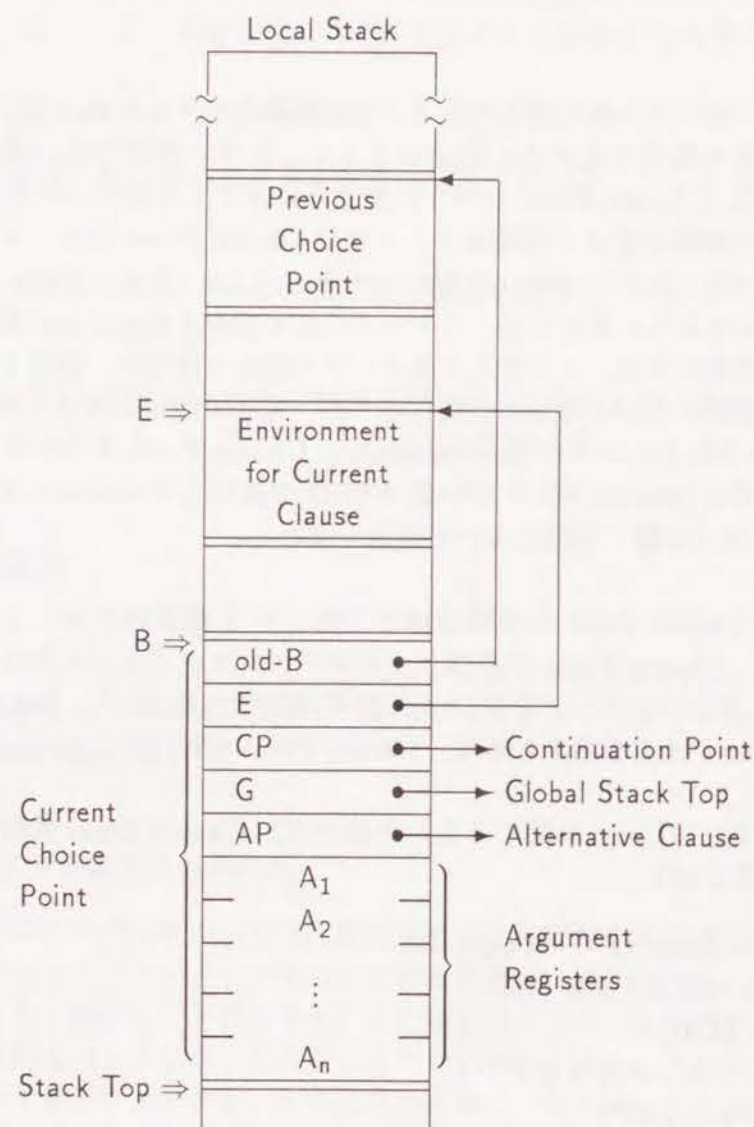 Local Stack
Previous
Choice
Point
E ⇒
Environment
for Current
Clause
B ⇒
old-B
E
CP
Continuation Point
G
Global Stack Top
AP
Alternative Clause
Current
Choice
Point
A1
A2
⋮
An
Argument
Registers
Stack Top ⇒